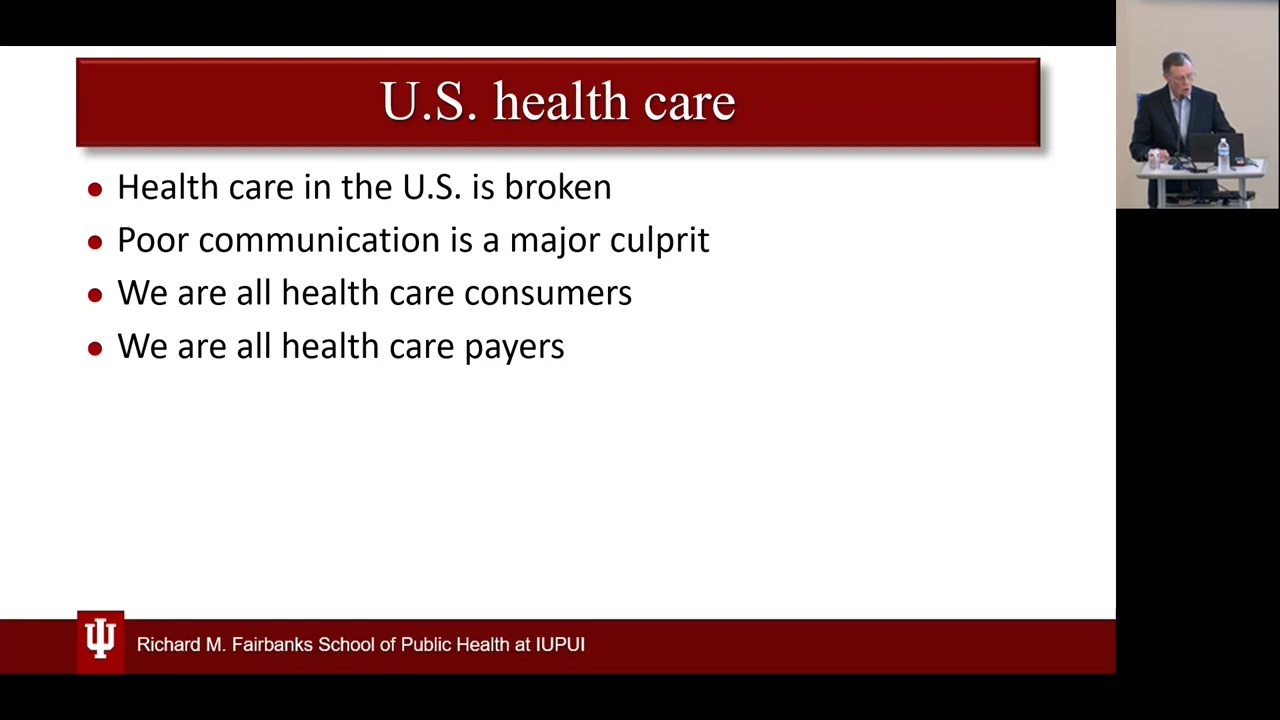 U.S. health care
Health care in the U.S. is broken
Poor communication is a major culprit
We are all health care consumers
We are all health care payers
Richard M. Fairbanks School of Public Health at IUPUI